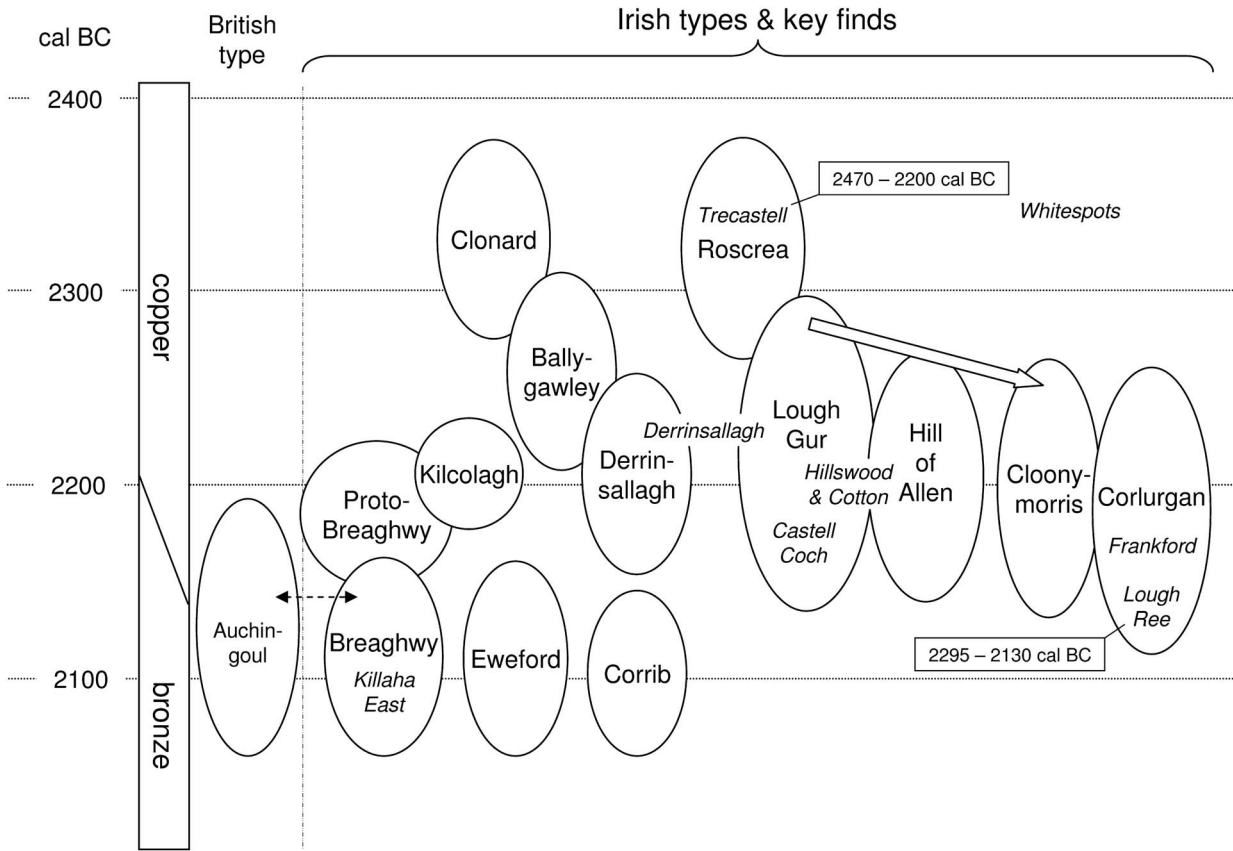 cal BC
British
type
Irish types & key finds
2400
2300
2200
2100
copper
bronze
Auchin-
goul
Clonard
Bally-
gawley
Kilcolagh
Proto-
Breaghwy
Breaghwy
Killaha
East
Eweford
Derrin-
sallagh
Corrib
Derrinsallagh
Trecastell
Roscrea
2470 – 2200 cal BC
Whitespots
Lough
Gur
Hillswood
& Cotton
Castell
Coch
Hill
of
Allen
Cloony-
morris
Corlurgan
Frankford
Lough
Ree
2295 – 2130 cal BC